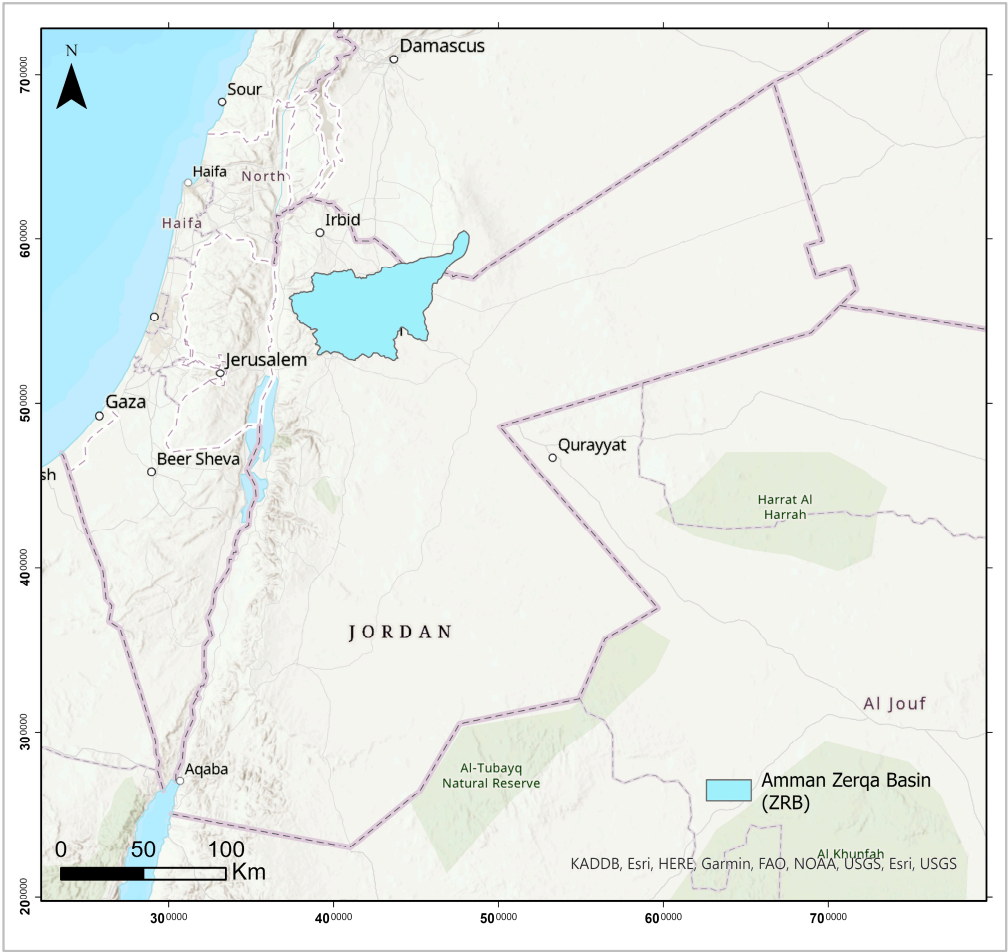 N
Damascus
Sour
Haifa
North
Haifa
Irbid
Jerusalem
Gaza
Qurayyat
Beer Sheva
sh
Harrat Al
Harrah
JORDAN
Al Jouf
Aqaba
Al-Tubayq
Natural Reserve
Amman Zerqa Basin
(ZRB)
0 50 100
Km
Al Khunfah
KADDB, Esri, HERE, Garmin, FAO, NOAA, USGS, Esri, USGS
700000
600000
500000
400000
300000
200000
300000 400000 500000 600000 700000